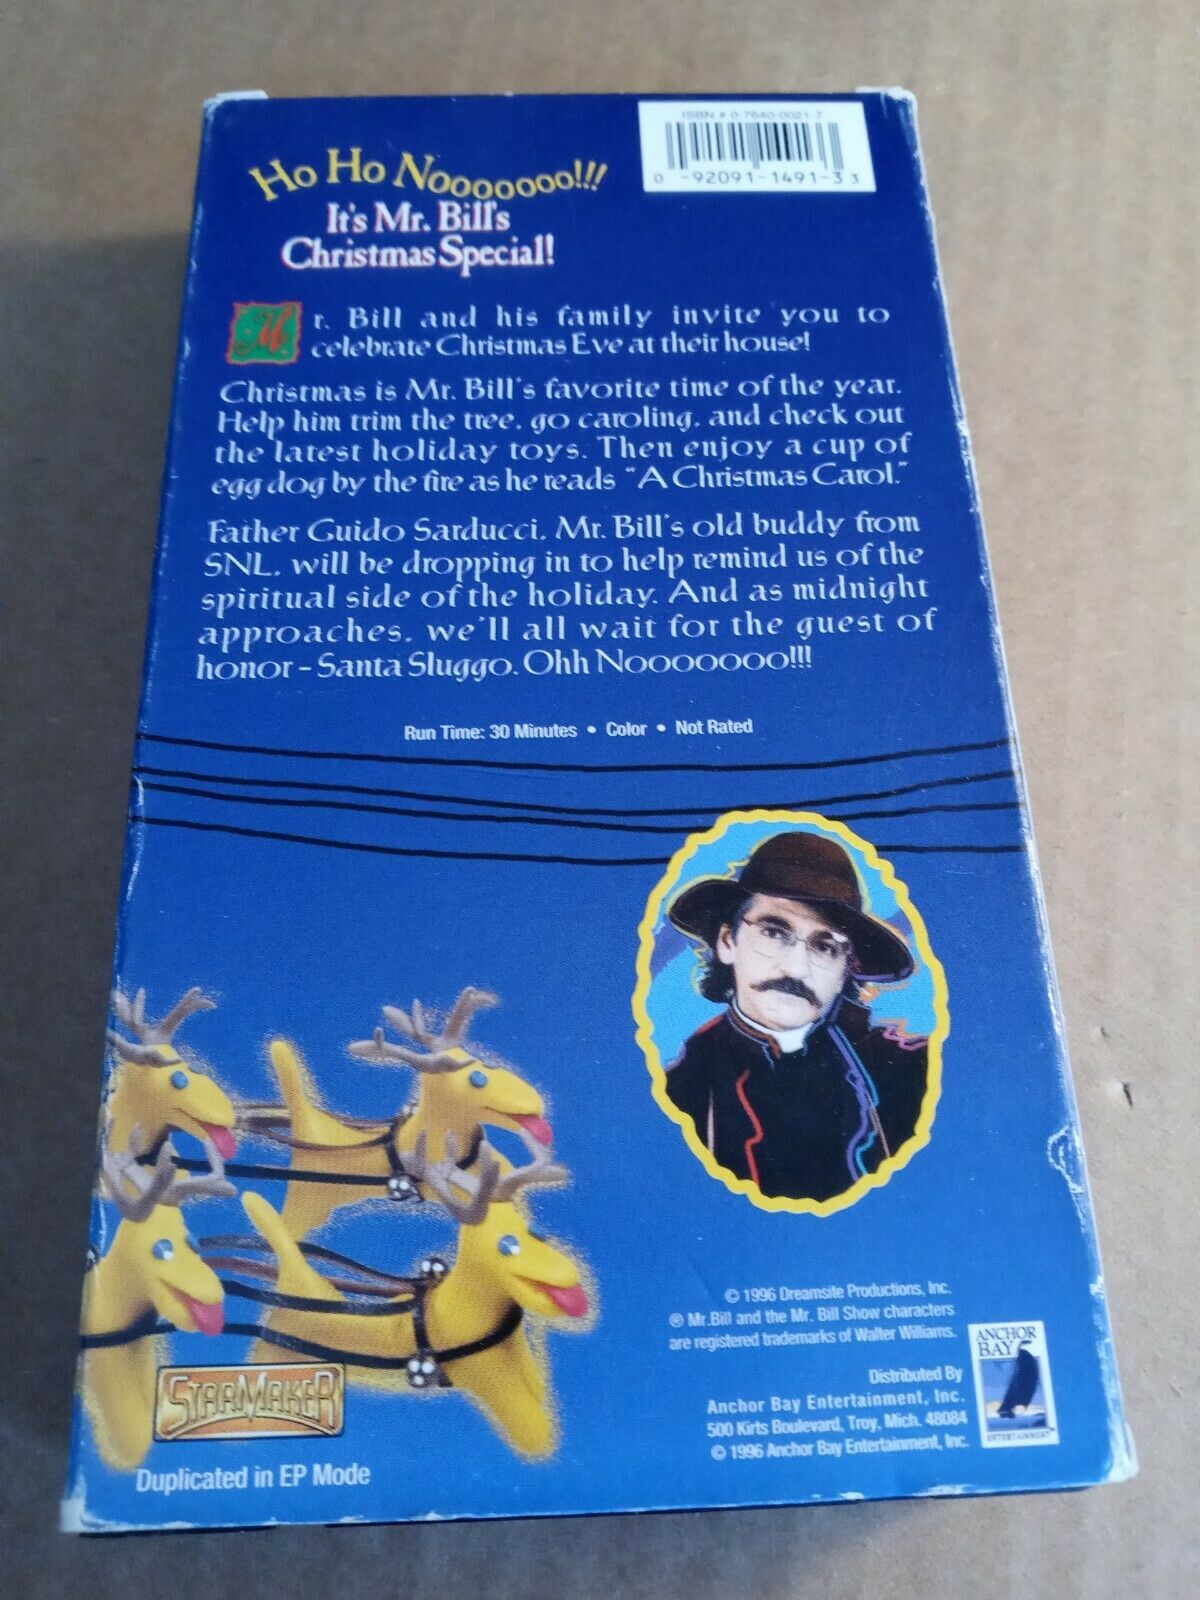 ISBN # 0-7640-0021-7
0 -92091-1491-3 3
Ho Ho Nooooooo!!!
It's Mr. Bill's
Christmas Special!
Mr. Bill and his family invite you to
celebrate Christmas Eve at their house!
Christmas is Mr. Bill's favorite time of the year.
Help him trim the tree, go caroling, and check out
the latest holiday toys. Then enjoy a cup of
egg dog by the fire as he reads "A Christmas Carol."
Father Guido Sarducci, Mr. Bill's old buddy from
SNL, will be dropping in to help remind us of the
spiritual side of the holiday. And as midnight
approaches, we'll all wait for the guest of
honor - Santa Sluggo. Ohh Nooooooo!!!
Run Time: 30 Minutes • Color • Not Rated
© 1996 Dreamsite Productions, Inc.
® Mr.Bill and the Mr. Bill Show characters
are registered trademarks of Walter Williams.
Distributed By
Anchor Bay Entertainment, Inc.
500 Kirts Boulevard, Troy, Mich. 48084
© 1996 Anchor Bay Entertainment, Inc.
ANCHOR
BAY
ENTERTAINMENT
STARMAKER
Duplicated in EP Mode